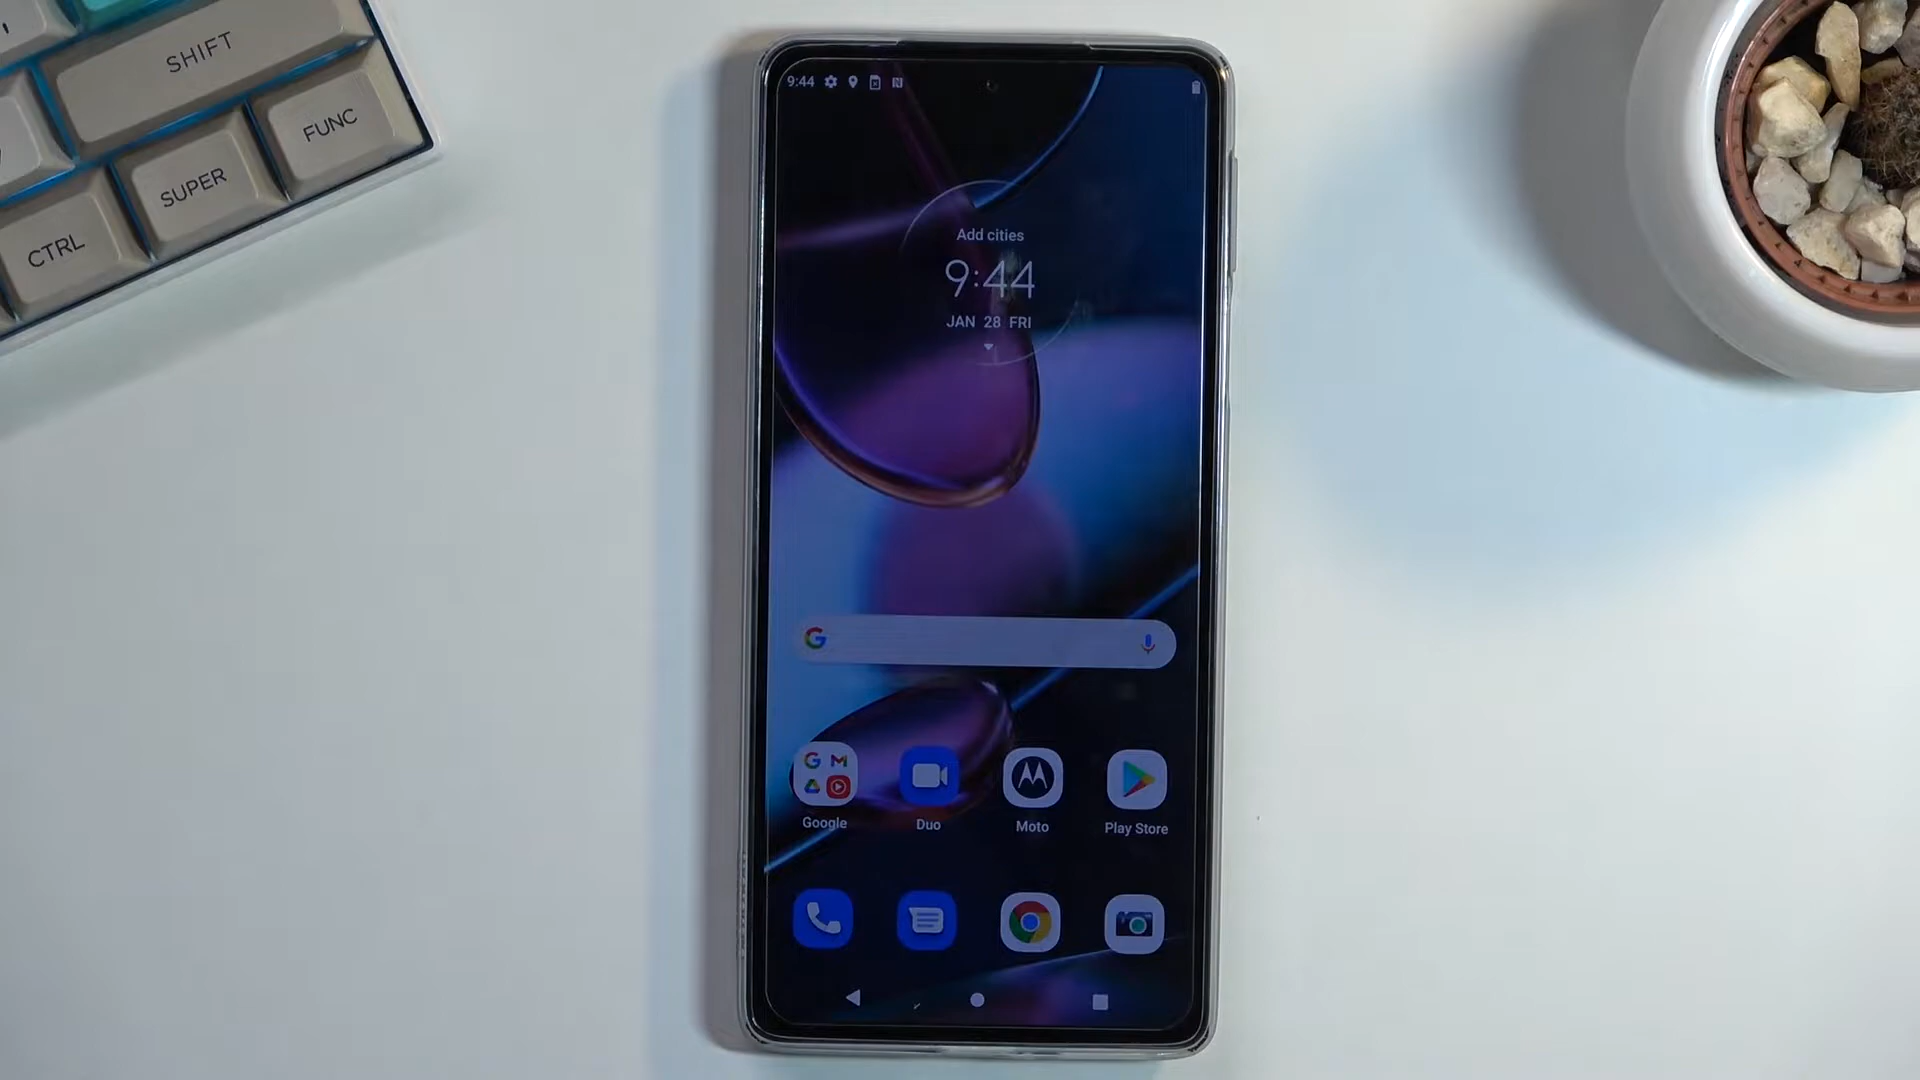 SHIFT
FUNC
SUPER
CTRL
9:44
Add cities
9:44
JAN 28 FRI
Google
Duo
Moto
Play Store